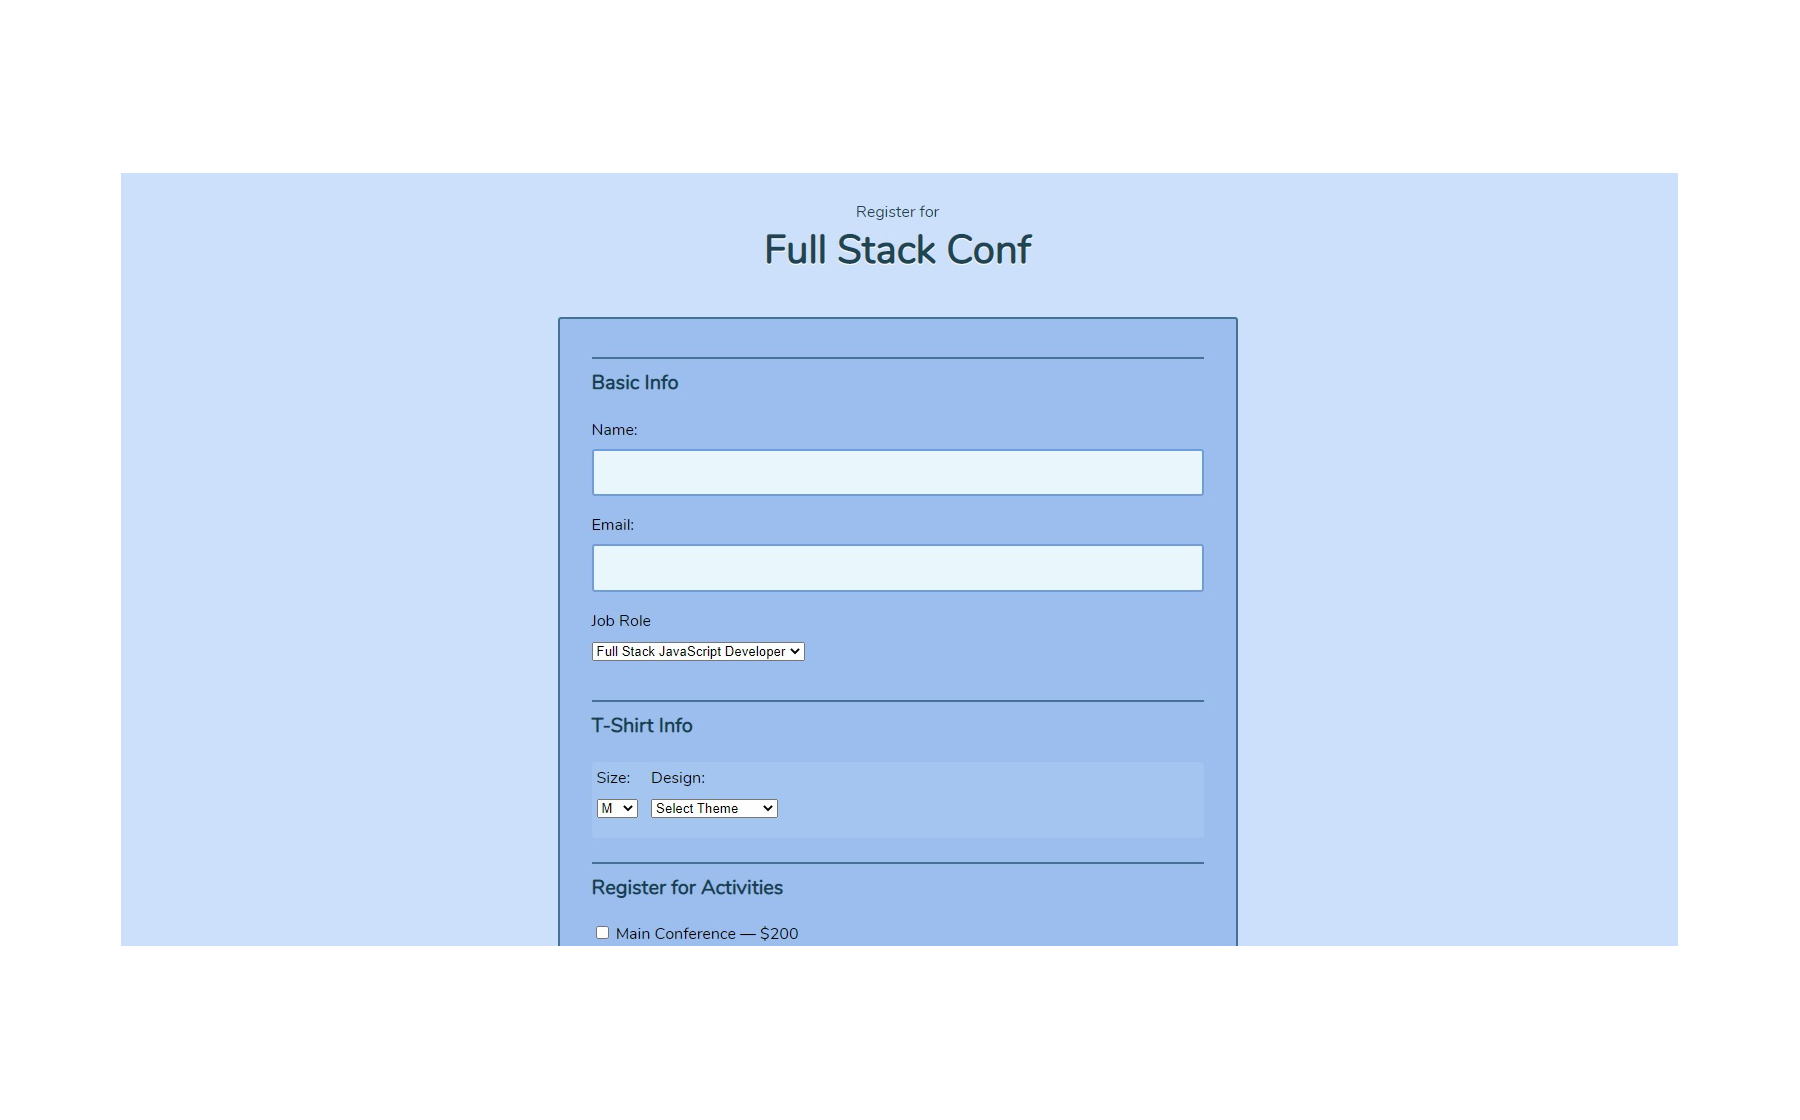 Register for
Full Stack Conf
Basic Info
Name:
Email:
Job Role
Full Stack JavaScript Developer
T-Shirt Info
Size: Design:
M Select Theme
Register for Activities
Main Conference — $200